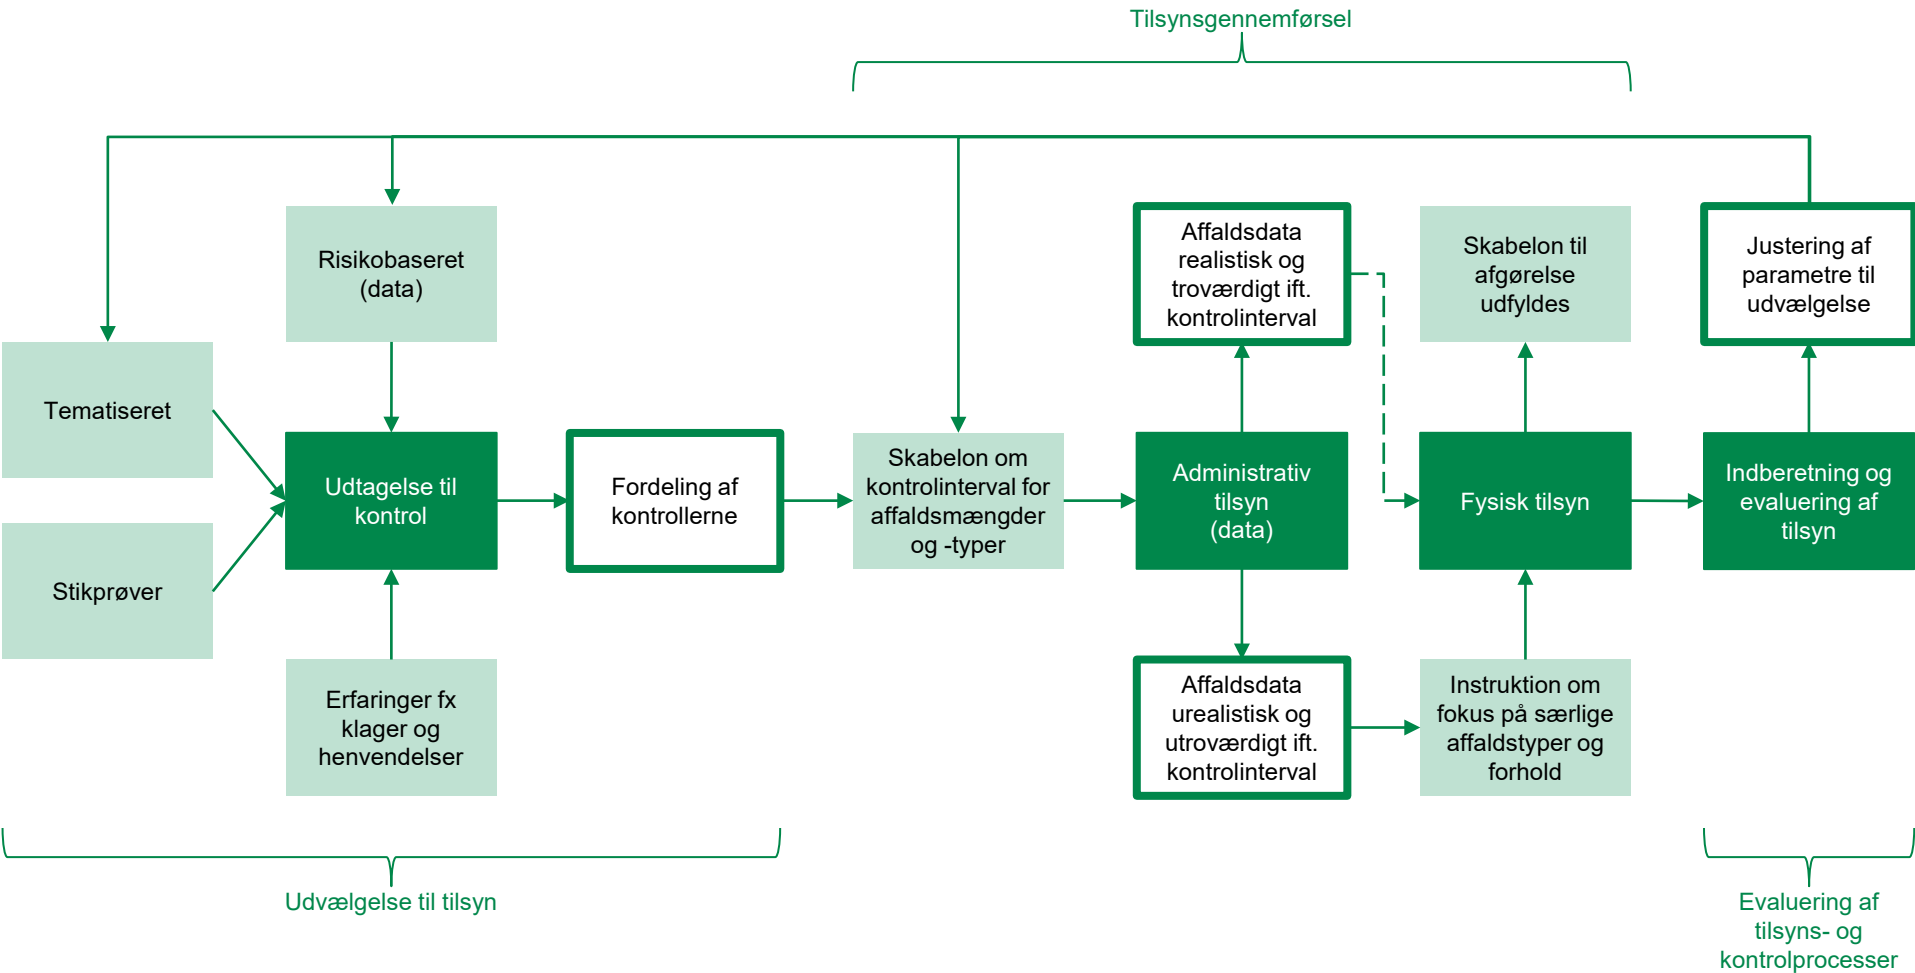 Tilsynsgennemførsel
Risikobaseret
(data)
Affaldsdata
realistisk og
troværdigt ift.
kontrolinterval
Skabelon til
afgørelse
udfyldes
Justering af
parametre til
udvælgelse
Tematiseret
Udtagelse til
kontrol
Fordeling af
kontrollerne
Skabelon om
kontrolinterval for
affaldsmængder
og -typer
Administrativ
tilsyn
(data)
Fysisk tilsyn
Indberetning og
evaluering af
tilsyn
Stikprøver
Erfaringer fx
klager og
henvendelser
Affaldsdata
urealistisk og
utroværdigt ift.
kontrolinterval
Instruktion om
fokus på særlige
affaldstyper og
forhold
Udvælgelse til tilsyn
Evaluering af
tilsyns- og
kontrolprocesser